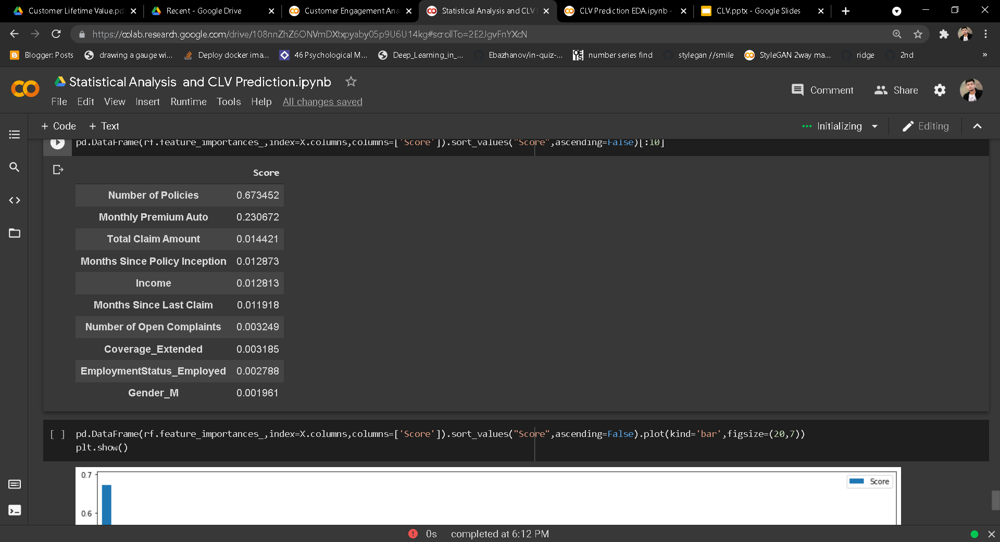 Customer Lifetime Value.pd
Recent - Google Drive
Customer Engagement Ana
Statistical Analysis and CLV
CLV Prediction EDA.ipynb -
CLV.pptx - Google Slides
https://colab.research.google.com/drive/108nnZhZ6ONVmDXtxpyaby05p9U6U14kg#scrollTo=2E2JgvFnYXcN
Blogger: Posts
drawing a gauge wi...
Deploy docker ima...
46 Psychological M...
Deep_Learning_in_...
Ebazhanov/in-quiz-...
number series find
stylegan //smile
StyleGAN 2way ma...
ridge
2nd
»
Statistical Analysis and CLV Prediction.ipynb
Comment
Share
File Edit View Insert Runtime Tools Help All changes saved
+ Code + Text
Initializing
Editing
pd.DataFrame(rf.feature_importances_,index=X.columns,columns=['Score']).sort_values("Score",ascending=False)[:10]
Score
Number of Policies 0.673452
Monthly Premium Auto 0.230672
Total Claim Amount 0.014421
Months Since Policy Inception 0.012873
Income 0.012813
Months Since Last Claim 0.011918
Number of Open Complaints 0.003249
Coverage_Extended 0.003185
EmploymentStatus_Employed 0.002788
Gender_M 0.001961
[ ] pd.DataFrame(rf.feature_importances_,index=X.columns,columns=['Score']).sort_values("Score",ascending=False).plot(kind='bar',figsize=(20,7))
plt.show()
0.7
Score
0.6
0s completed at 6:12 PM